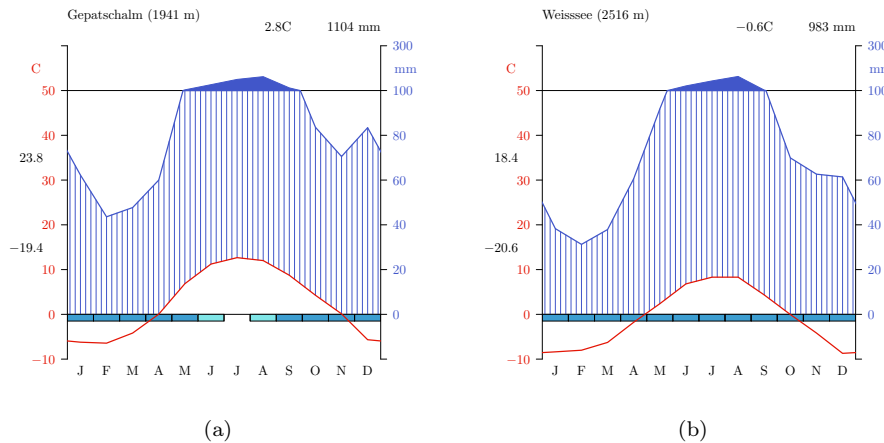 Gepatschalm (1941 m)
2.8C 1104 mm
C
300
mm
50
40
30
20
10
0
−10
23.8
−19.4
100
80
60
40
20
0
J F M A M J J A S O N D
(a)
Weisssee (2516 m)
−0.6C 983 mm
C
300
mm
50
40
30
20
10
0
−10
18.4
−20.6
100
80
60
40
20
0
J F M A M J J A S O N D
(b)